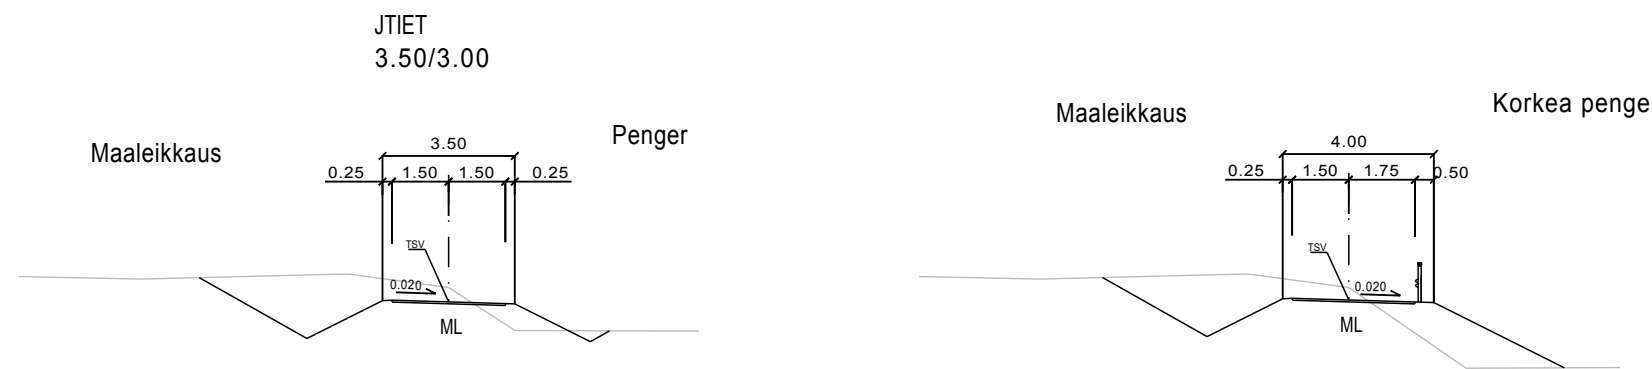 JTIET
3.50/3.00
Maaleikkaus
Penger
3.50
0.25 1.50 1.50 0.25
TSV
0.020
ML
Maaleikkaus
Korkea penge
4.00
0.25 1.50 1.75 0.50
TSV
0.020
ML